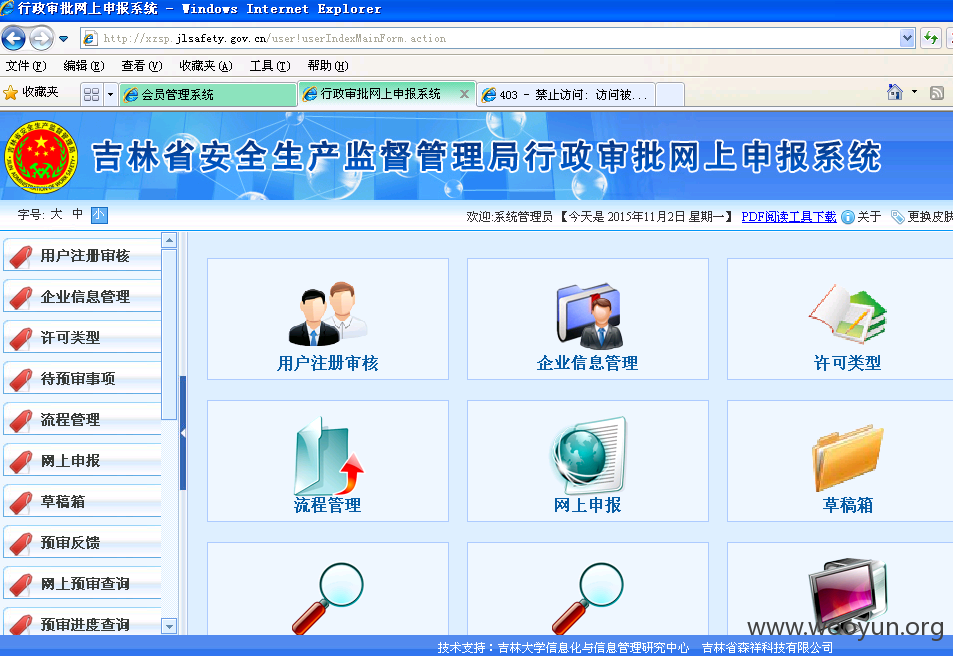 行政审批网上申报系统 - Windows Internet Explorer
http://xzsp.jlsafety.gov.cn/user!userIndexMainForm.action
文件(F) 编辑(E) 查看(V) 收藏夹(A) 工具(T) 帮助(H)
收藏夹 会员管理系统 行政审批网上申报系统 403 - 禁止访问: 访问被...
吉林省安全生产监督管理局行政审批网上申报系统
字号: 大 中 小 欢迎:系统管理员 【今天是 2015年11月2日 星期一】 PDF阅读工具下载 关于 更换皮肤
用户注册审核
企业信息管理
许可类型
待预审事项
流程管理
网上申报
草稿箱
预审反馈
网上预审查询
预审进度查询
用户注册审核 企业信息管理 许可类型
流程管理 网上申报 草稿箱
www.wooyun.org
技术支持：吉林大学信息化与信息管理研究中心 吉林省森祥科技有限公司